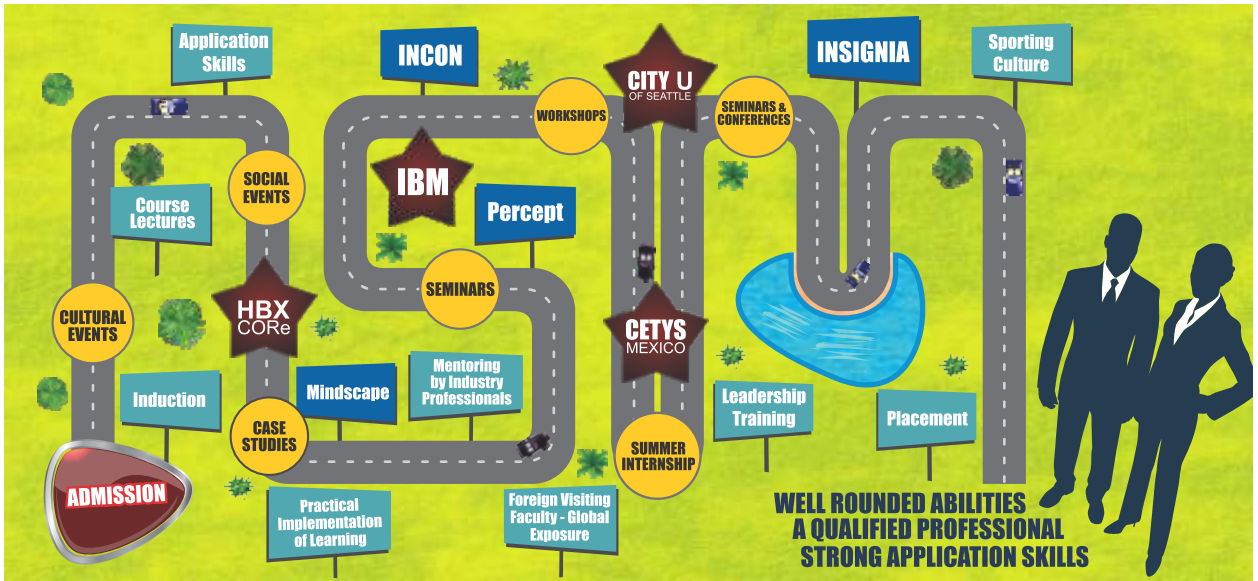 Application
Skills
INCON
CITY U
OF SEATTLE
INSIGNIA
Sporting
Culture
WORKSHOPS
SEMINARS &
CONFERENCES
SOCIAL
EVENTS
IBM
Course
Lectures
Percept
SEMINARS
CULTURAL
EVENTS
HBX
CORe
CETYS
MEXICO
Induction
Mindscape
Mentoring
by Industry
Professionals
Leadership
Training
Placement
CASE
STUDIES
SUMMER
INTERNSHIP
ADMISSION
Practical
Implementation
of Learning
Foreign Visiting
Faculty - Global
Exposure
WELL ROUNDED ABILITIES
A QUALIFIED PROFESSIONAL
STRONG APPLICATION SKILLS